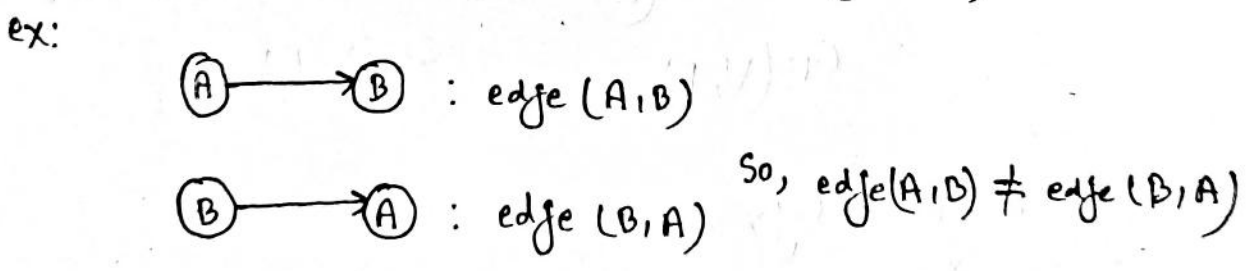 ex:
A → B : edge (A,B)
B → A : edge (B,A) So, edge(A,B) ≠ edge (B,A)